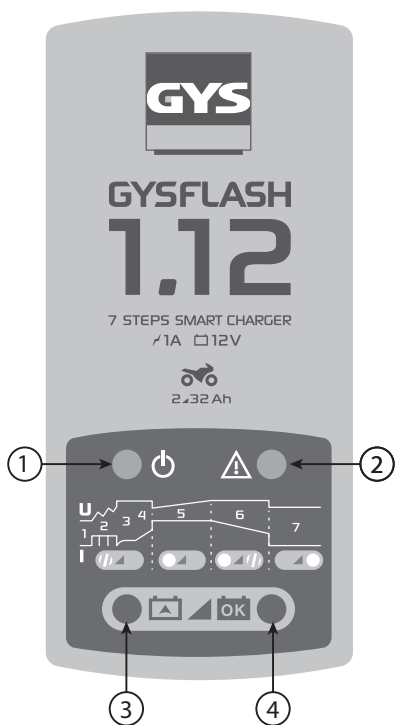 GYS
GYSFLASH
1.12
7 STEPS SMART CHARGER
1A 12V
2 32 Ah
1 2
U
1 2 3 4 5 6 7
I
OK
3 4